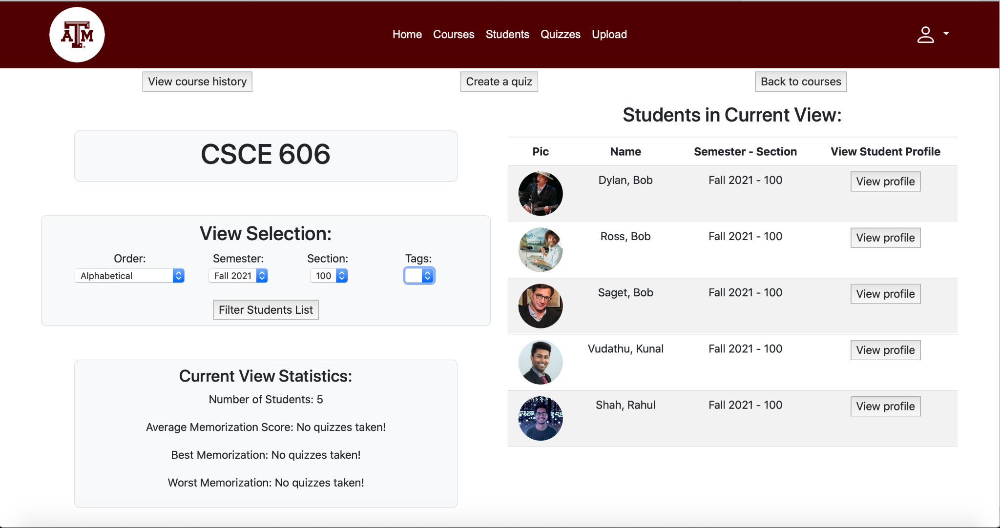 ATM
Home Courses Students Quizzes Upload
View course history
Create a quiz
Back to courses
CSCE 606
View Selection:
Order: Semester: Section: Tags:
Alphabetical Fall 2021 100
Filter Students List
Current View Statistics:
Number of Students: 5
Average Memorization Score: No quizzes taken!
Best Memorization: No quizzes taken!
Worst Memorization: No quizzes taken!
Students in Current View:
Pic Name Semester - Section View Student Profile
Dylan, Bob Fall 2021 - 100 View profile
Ross, Bob Fall 2021 - 100 View profile
Saget, Bob Fall 2021 - 100 View profile
Vudathu, Kunal Fall 2021 - 100 View profile
Shah, Rahul Fall 2021 - 100 View profile